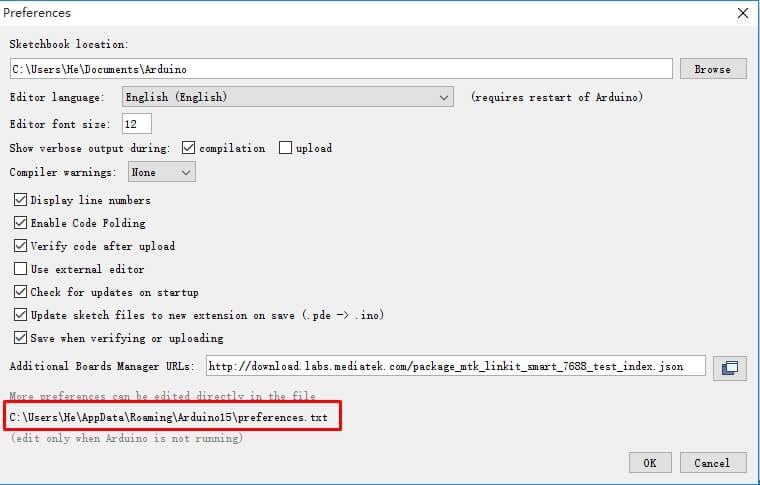 Preferences
Sketchbook location:
C:\Users\He\Documents\Arduino
Browse
Editor language: English (English) (requires restart of Arduino)
Editor font size: 12
Show verbose output during: compilation upload
Compiler warnings: None
Display line numbers
Enable Code Folding
Verify code after upload
Use external editor
Check for updates on startup
Update sketch files to new extension on save (.pde -> .ino)
Save when verifying or uploading
Additional Boards Manager URLs: http://download.labs.mediatek.com/package_mtk_linkit_smart_7688_test_index.json
More preferences can be edited directly in the file
C:\Users\He\AppData\Roaming\Arduino15\preferences.txt
(edit only when Arduino is not running)
OK Cancel